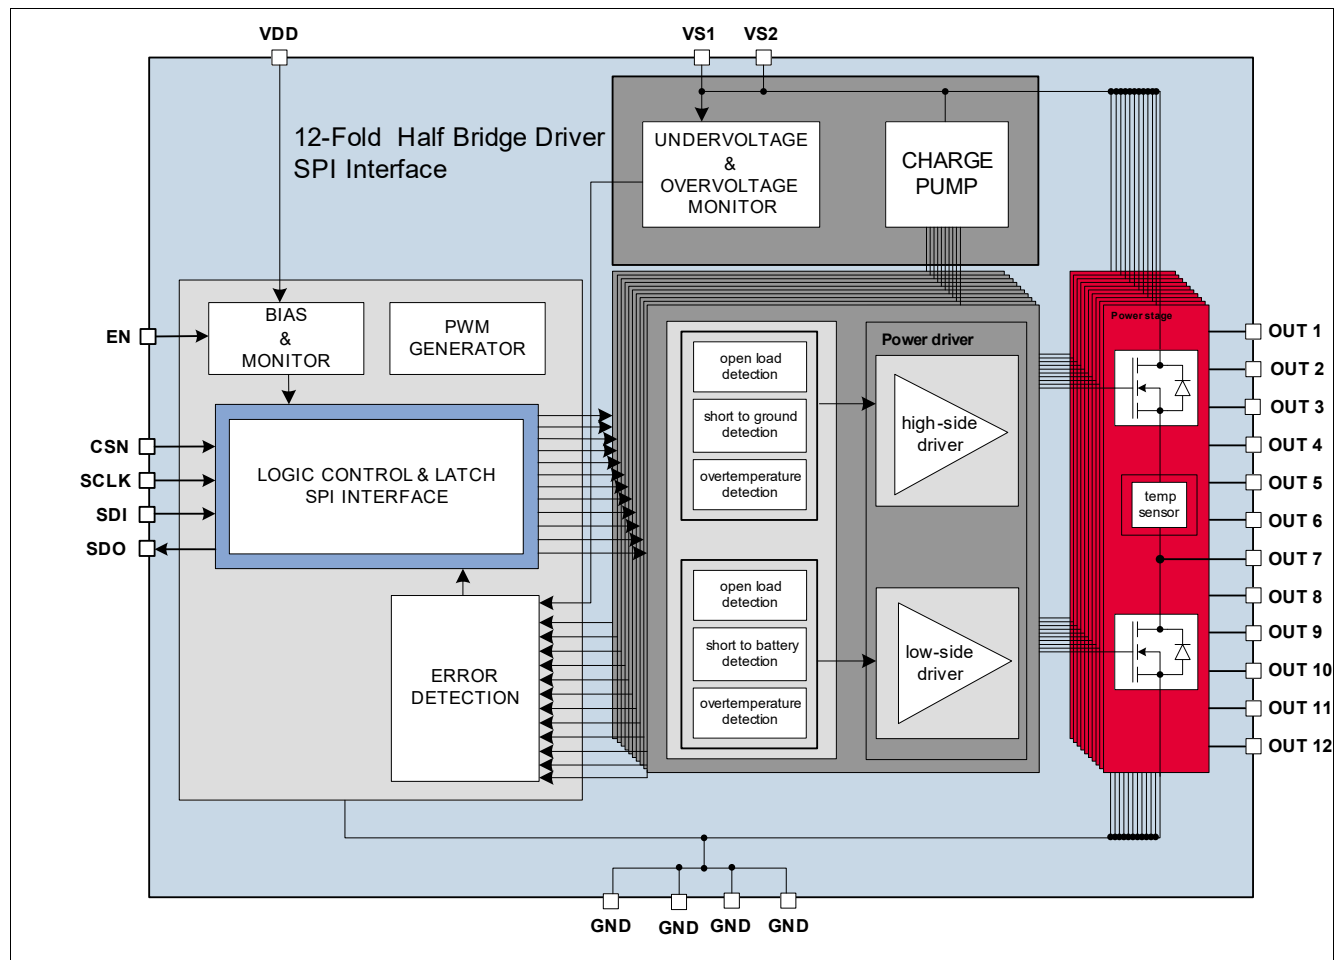 VDD
VS1
VS2
12-Fold Half Bridge Driver
SPI Interface
UNDERVOLTAGE
&
OVERVOLTAGE
MONITOR
CHARGE
PUMP
BIAS
&
MONITOR
PWM
GENERATOR
EN
CSN
SCLK
SDI
SDO
LOGIC CONTROL & LATCH
SPI INTERFACE
ERROR
DETECTION
open load
detection
short to ground
detection
overtemperature
detection
open load
detection
short to battery
detection
overtemperature
detection
Power driver
high-side
driver
low-side
driver
Power stage
temp
sensor
OUT 1
OUT 2
OUT 3
OUT 4
OUT 5
OUT 6
OUT 7
OUT 8
OUT 9
OUT 10
OUT 11
OUT 12
GND
GND
GND
GND